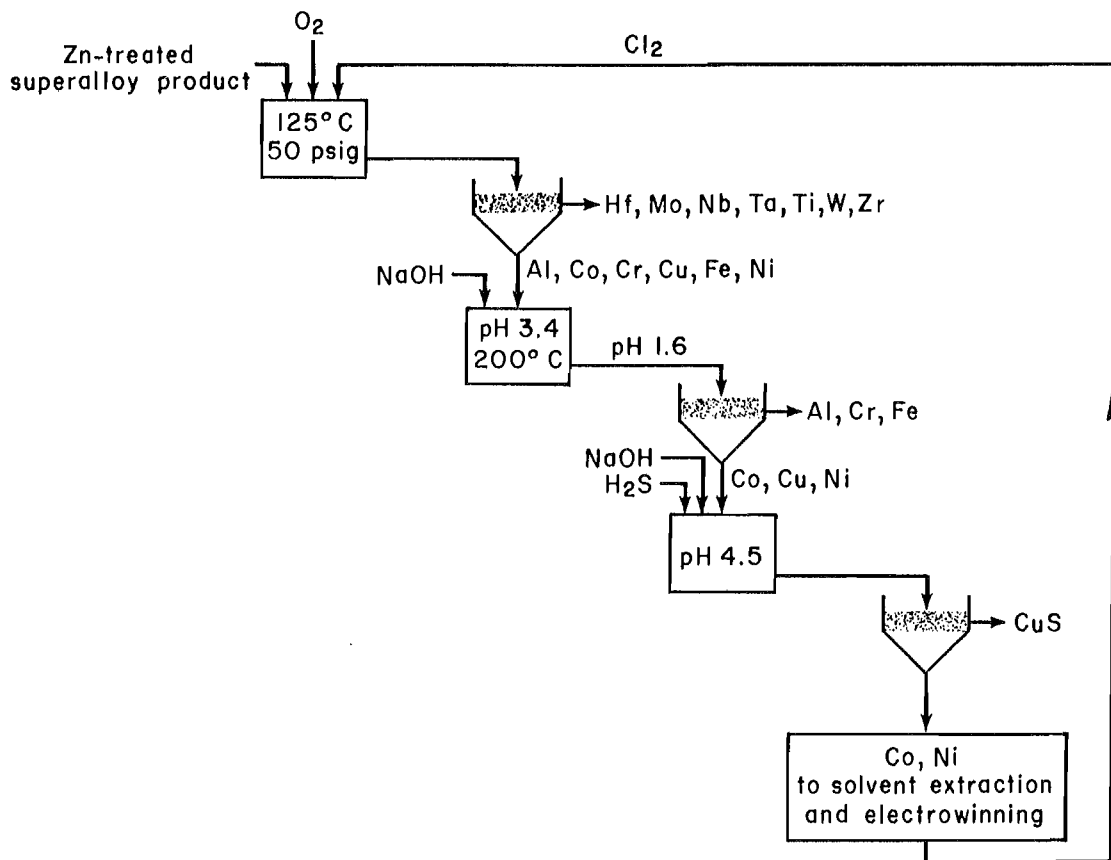 O2
Cl2
Zn-treated
superalloy product
125° C
50 psig
Hf, Mo, Nb, Ta, Ti, W, Zr
NaOH
Al, Co, Cr, Cu, Fe, Ni
pH 3.4
200° C
pH 1.6
Al, Cr, Fe
NaOH
H2S
Co, Cu, Ni
pH 4.5
CuS
Co, Ni
to solvent extraction
and electrowinning